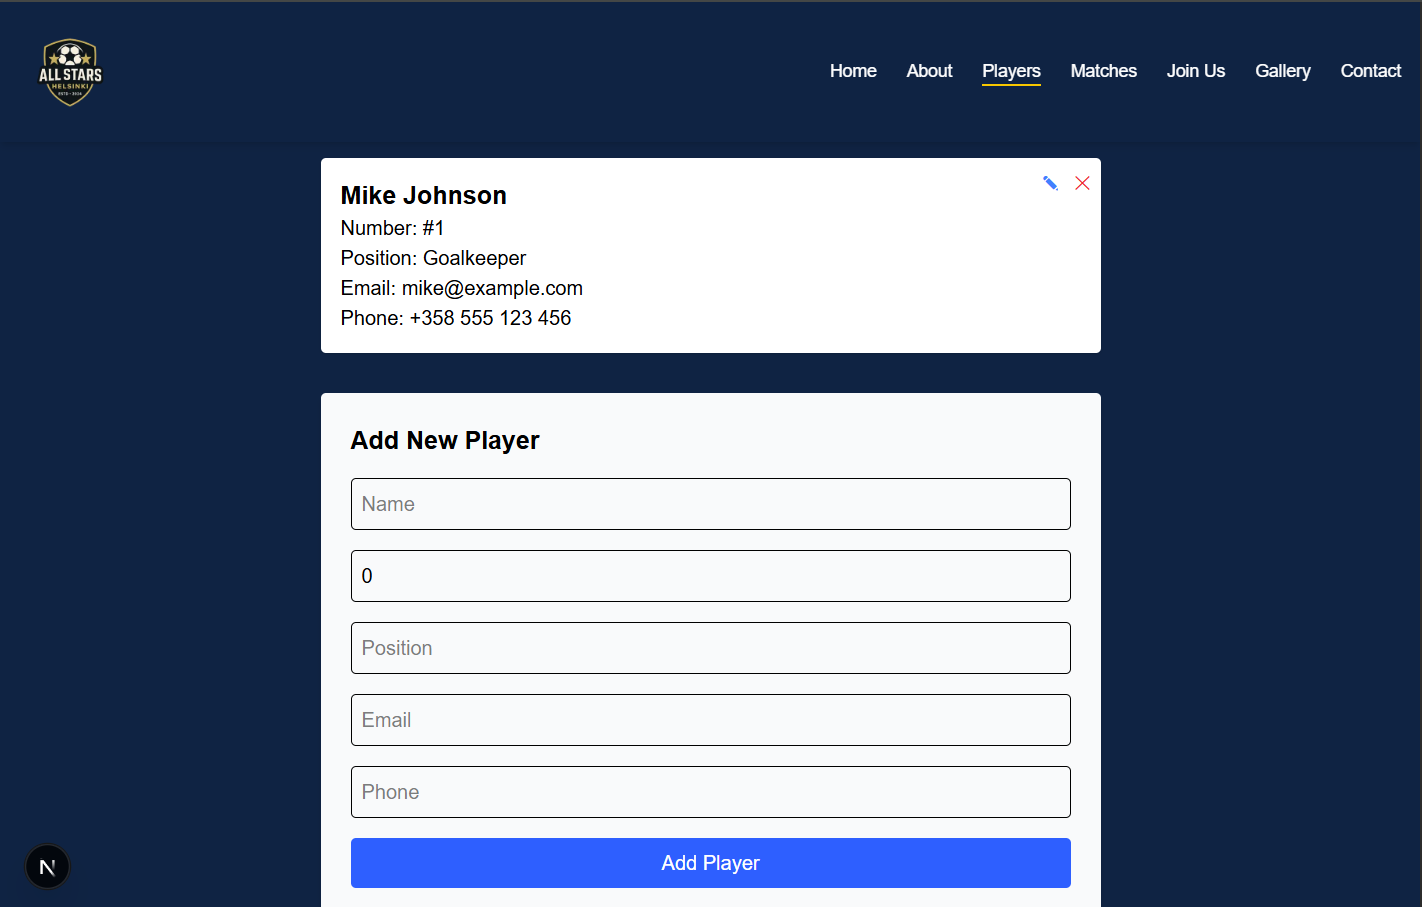 ALL STARS
HELSINKI
Home About Players Matches Join Us Gallery Contact
Mike Johnson
Number: #1
Position: Goalkeeper
Email: mike@example.com
Phone: +358 555 123 456
Add New Player
Name
0
Position
Email
Phone
Add Player
N